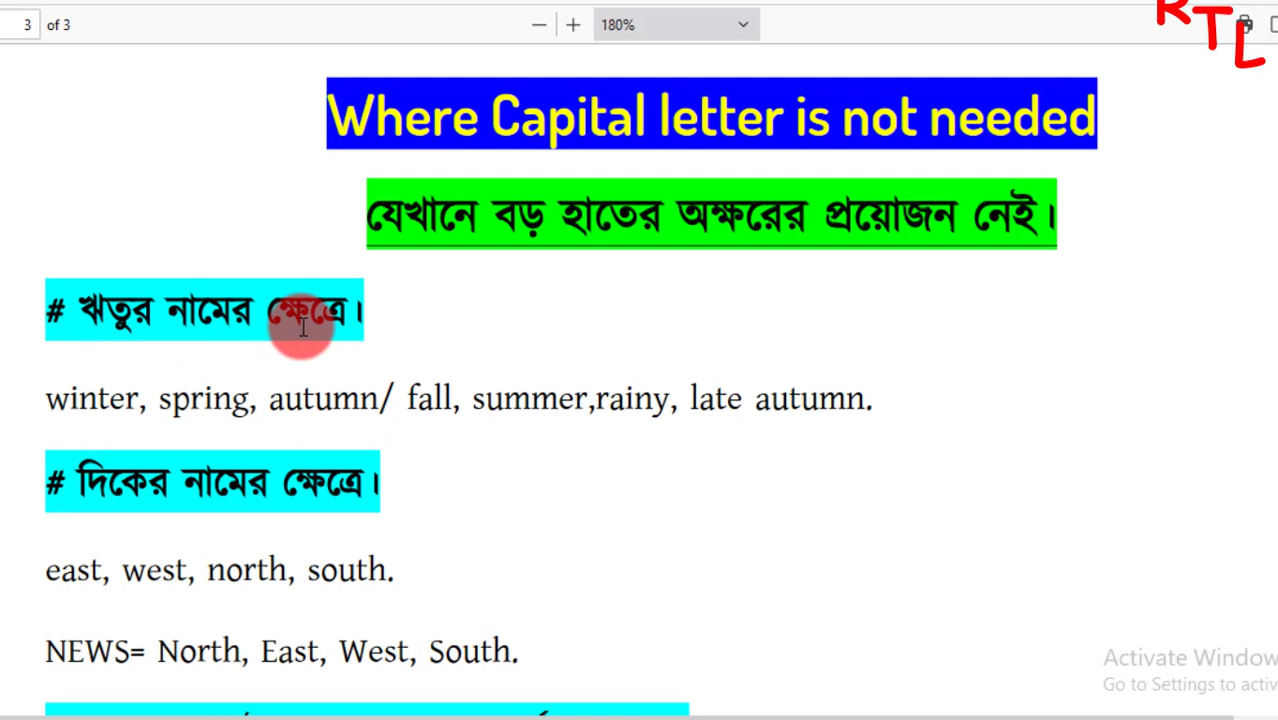 3 of 3
180%
RTL
Where Capital letter is not needed
যেখানে বড় হাতের অক্ষরের প্রয়োজন নেই।
# ঋতুর নামের ক্ষেত্রে।
winter, spring, autumn/ fall, summer,rainy, late autumn.
# দিকের নামের ক্ষেত্রে।
east, west, north, south.
NEWS= North, East, West, South.
Activate Window
Go to Settings to activ